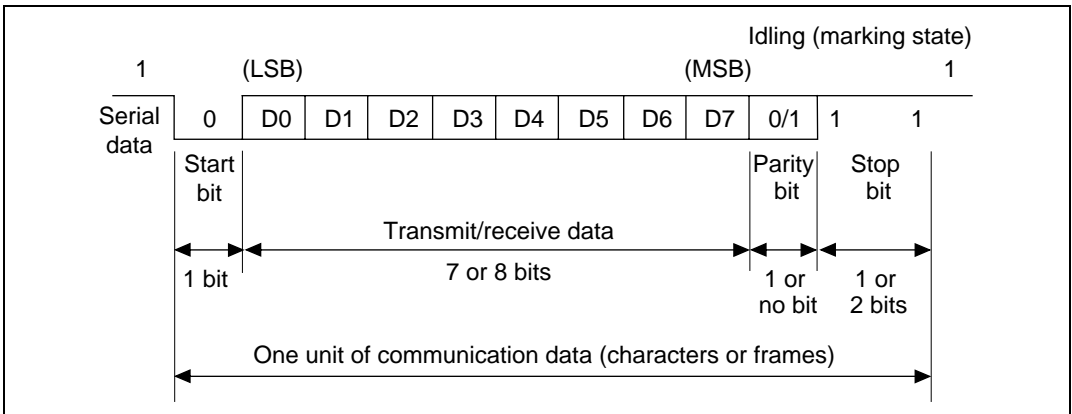 Idling (marking state)
1 (LSB) (MSB) 1
Serial
data
0 D0 D1 D2 D3 D4 D5 D6 D7 0/1 1 1
Start
bit
Parity
bit
Stop
bit
Transmit/receive data
1 bit
7 or 8 bits
1 or
no bit
1 or
2 bits
One unit of communication data (characters or frames)